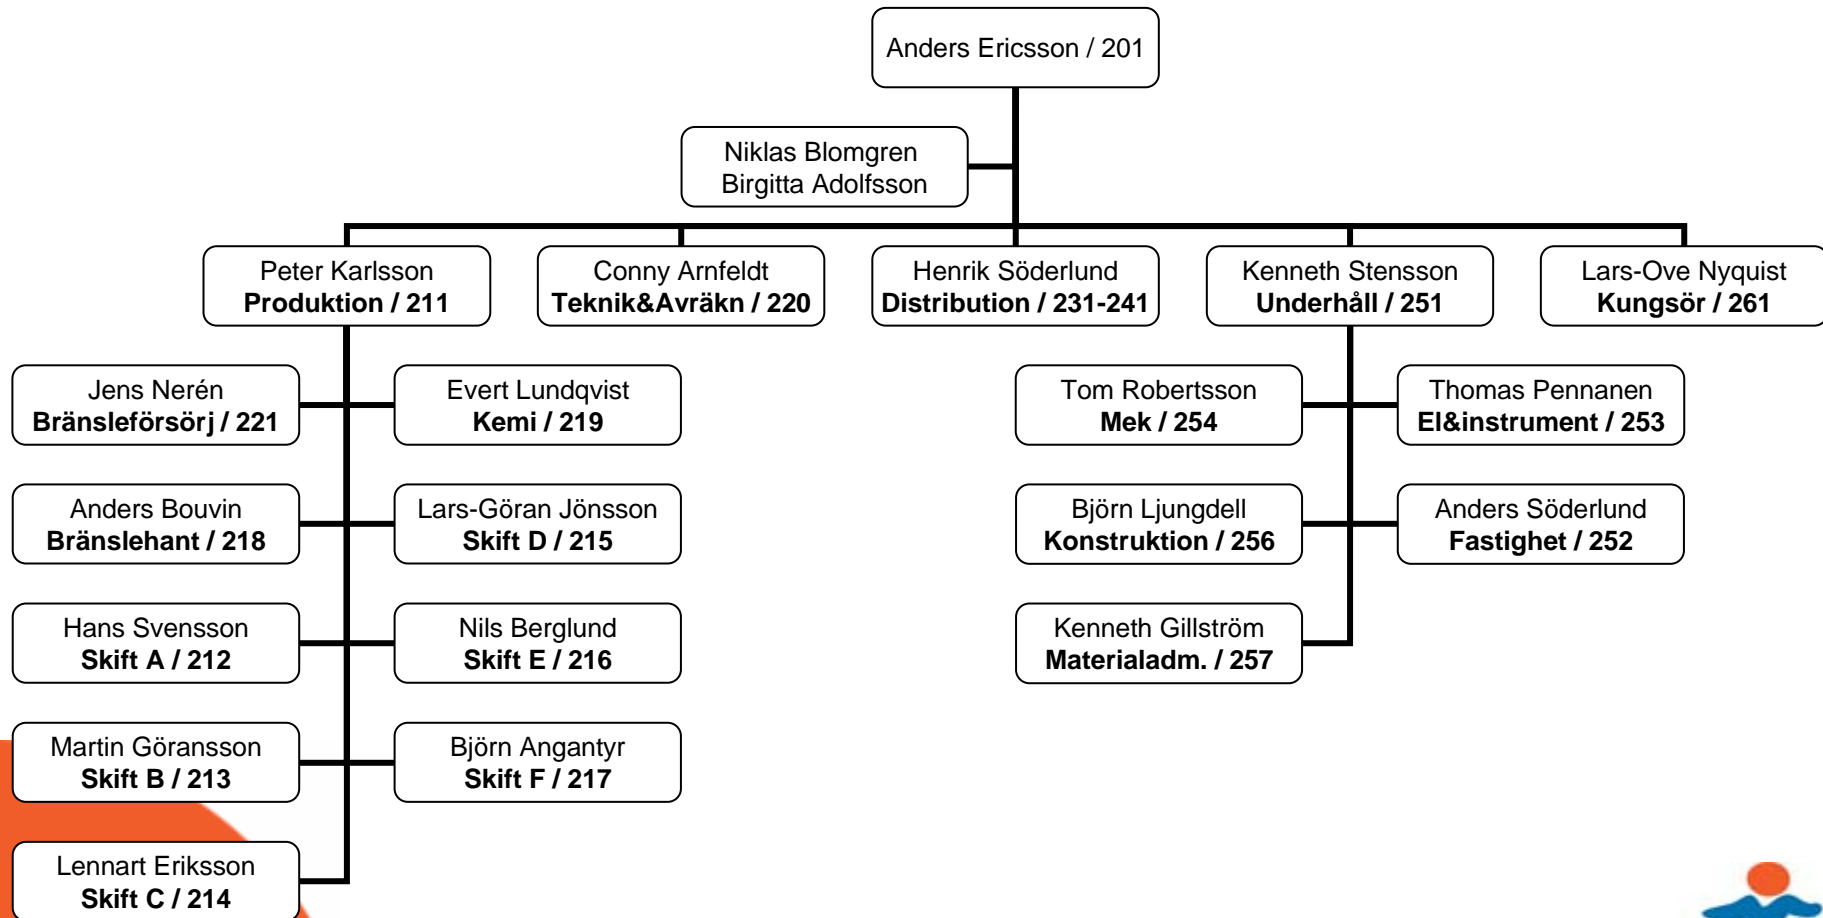 Anders Ericsson / 201
Niklas Blomgren
Birgitta Adolfsson
Peter Karlsson
Produktion / 211
Conny Arnfeldt
Teknik&Avräkn / 220
Henrik Söderlund
Distribution / 231-241
Kenneth Stensson
Underhåll / 251
Lars-Ove Nyquist
Kungsör / 261
Jens Nerén
Bränsleförsörj / 221
Evert Lundqvist
Kemi / 219
Tom Robertsson
Mek / 254
Thomas Pennanen
El&instrument / 253
Anders Bouvin
Bränslehant / 218
Lars-Göran Jönsson
Skift D / 215
Björn Ljungdell
Konstruktion / 256
Anders Söderlund
Fastighet / 252
Hans Svensson
Skift A / 212
Nils Berglund
Skift E / 216
Kenneth Gillström
Materialadm. / 257
Martin Göransson
Skift B / 213
Björn Angantyr
Skift F / 217
Lennart Eriksson
Skift C / 214